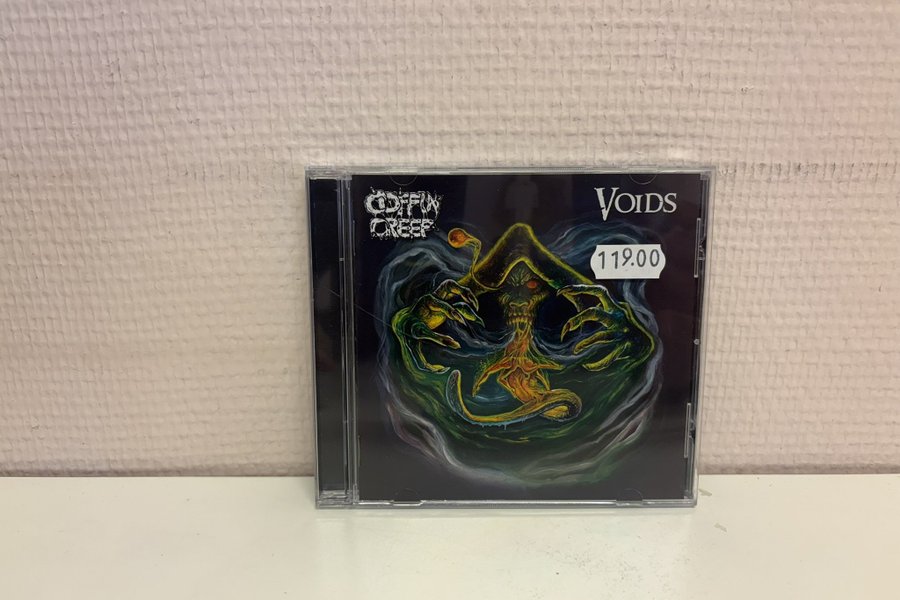 COFFIN
CREEP
VOIDS
119.00